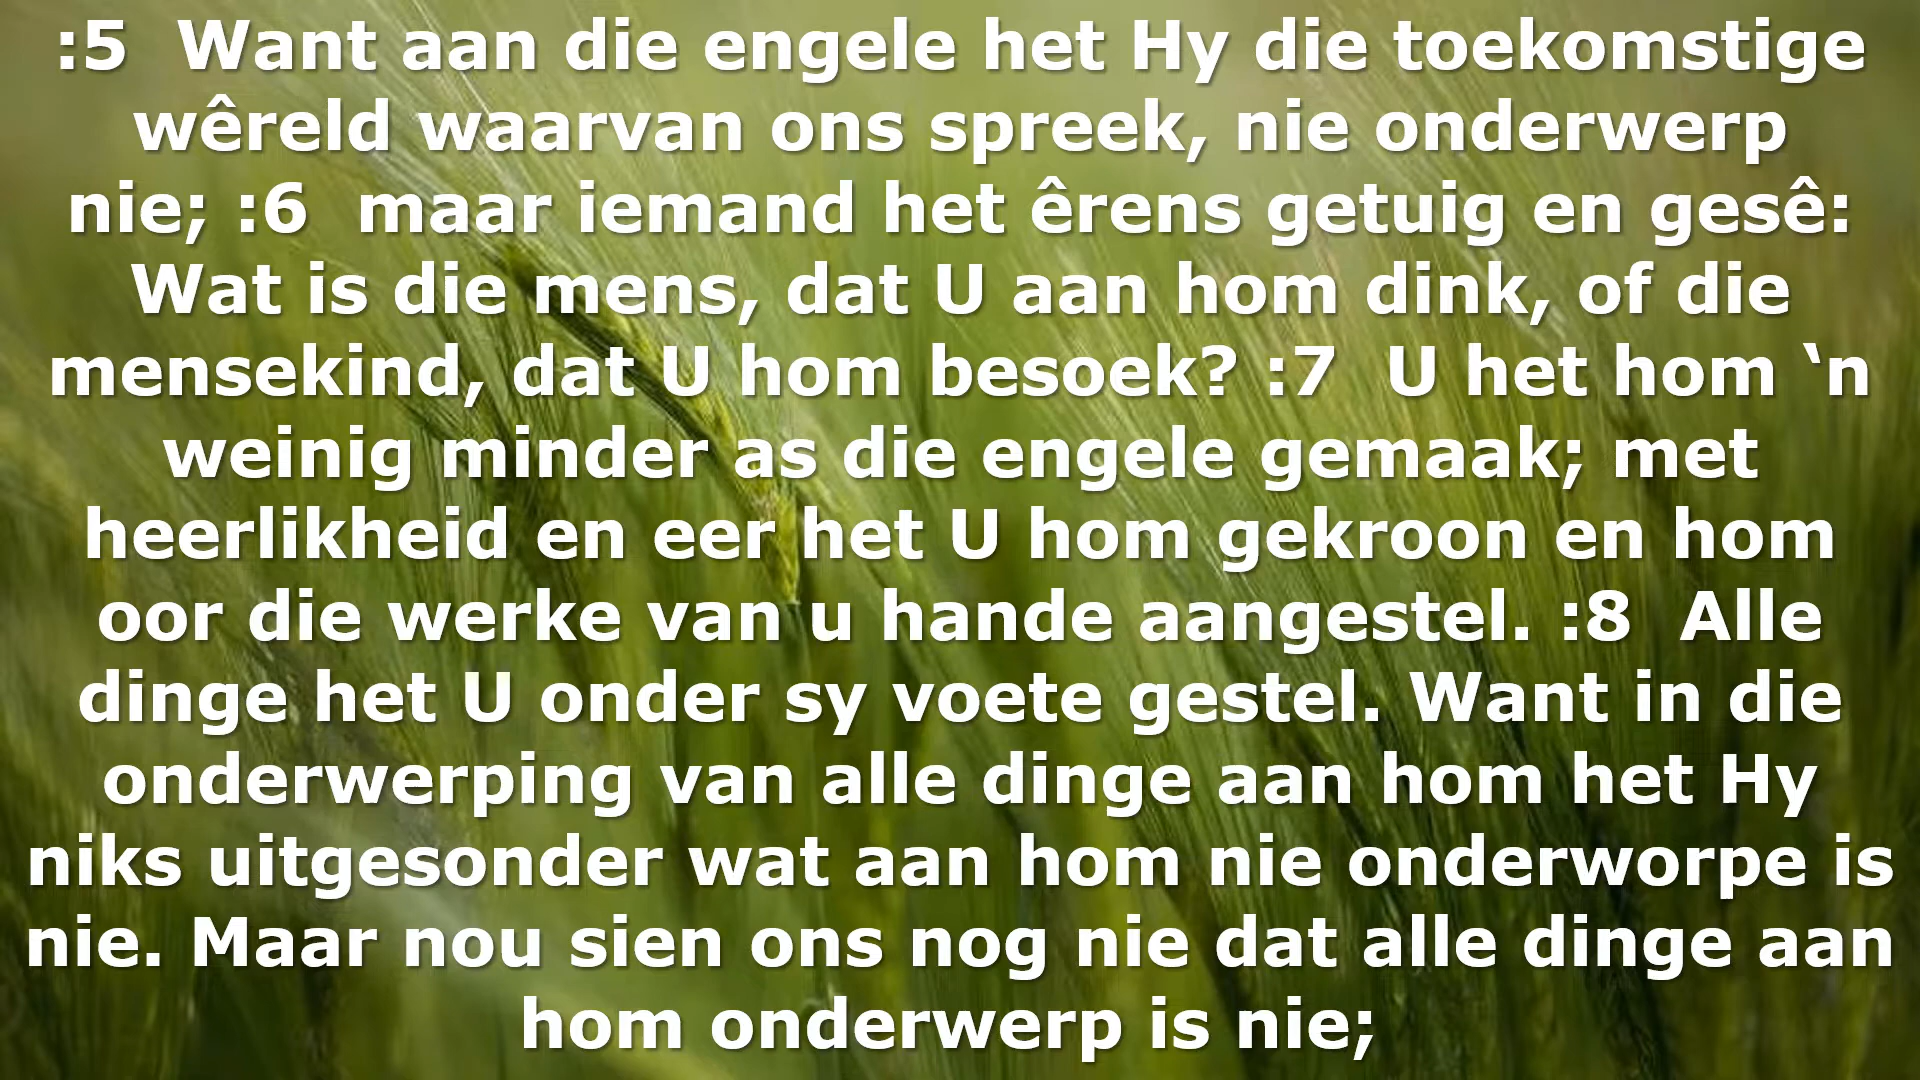 :5  Want aan die engele het Hy die toekomstige
wêreld waarvan ons spreek, nie onderwerp
nie; :6  maar iemand het êrens getuig en gesê:
Wat is die mens, dat U aan hom dink, of die
mensekind, dat U hom besoek? :7  U het hom ‛n
weinig minder as die engele gemaak; met
heerlikheid en eer het U hom gekroon en hom
oor die werke van u hande aangestel. :8  Alle
dinge het U onder sy voete gestel. Want in die
onderwerping van alle dinge aan hom het Hy
niks uitgesonder wat aan hom nie onderworpe is
nie. Maar nou sien ons nog nie dat alle dinge aan
hom onderwerp is nie;